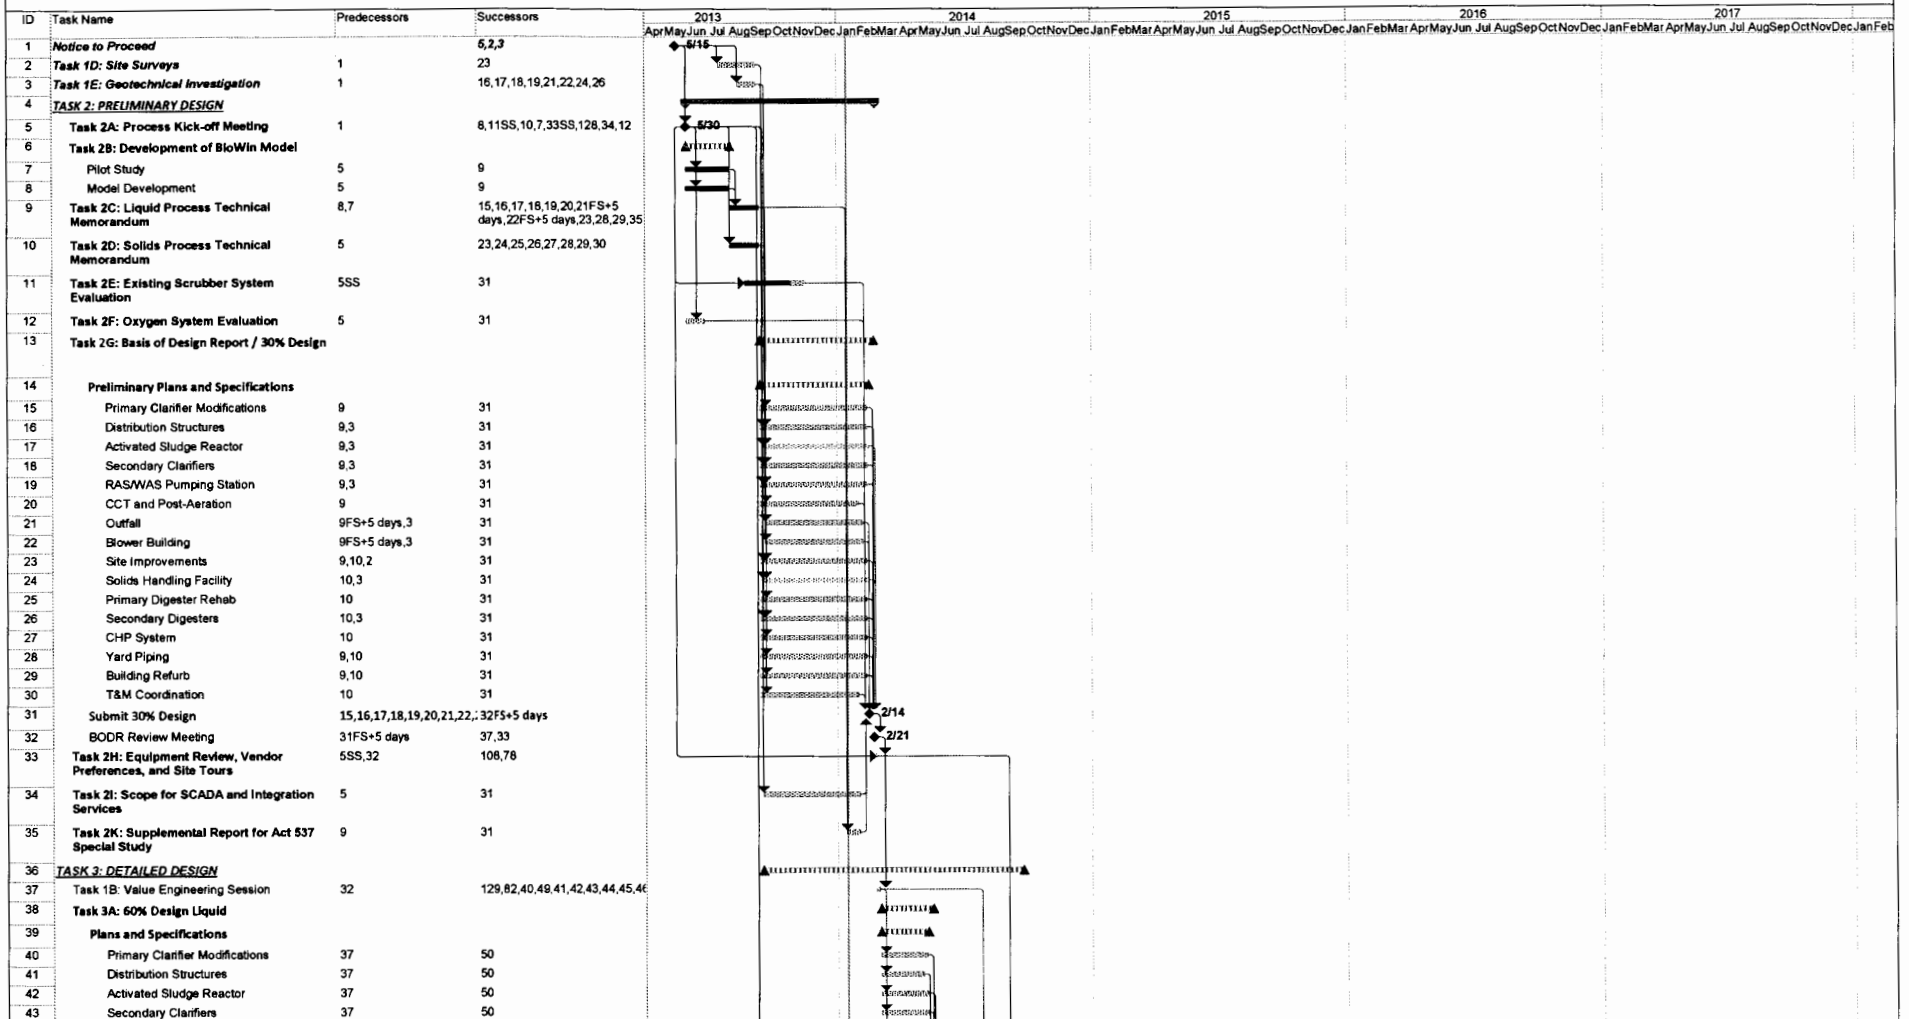 ID Task Name Predecessors Successors 2013 2014 2015 2016 2017
Apr May Jun Jul Aug Sep Oct Nov Dec Jan Feb Mar Apr May Jun Jul Aug Sep Oct Nov Dec Jan Feb Mar Apr May Jun Jul Aug Sep Oct Nov Dec Jan Feb Mar Apr May Jun Jul Aug Sep Oct Nov Dec Jan Feb Mar Apr May Jun Jul Aug Sep Oct Nov Dec Jan Feb
1 Notice to Proceed 5,2,3 5/15
2 Task 1D: Site Surveys 1 23
3 Task 1E: Geotechnical Investigation 1 16,17,18,19,21,22,24,26
4 TASK 2: PRELIMINARY DESIGN
5 Task 2A: Process Kick-off Meeting 1 8,11SS,10,7,33SS,128,34,12 5/30
6 Task 2B: Development of BioWin Model
7 Pilot Study 5 9
8 Model Development 5 9
9 Task 2C: Liquid Process Technical 8,7 15,16,17,18,19,20,21FS+5
Memorandum days,22FS+5 days,23,28,29,35
10 Task 2D: Solids Process Technical 5 23,24,25,26,27,28,29,30
Memorandum
11 Task 2E: Existing Scrubber System 5SS 31
Evaluation
12 Task 2F: Oxygen System Evaluation 5 31
13 Task 2G: Basis of Design Report / 30% Design
14 Preliminary Plans and Specifications
15 Primary Clarifier Modifications 9 31
16 Distribution Structures 9,3 31
17 Activated Sludge Reactor 9,3 31
18 Secondary Clarifiers 9,3 31
19 RAS/WAS Pumping Station 9,3 31
20 CCT and Post-Aeration 9 31
21 Outfall 9FS+5 days,3 31
22 Blower Building 9FS+5 days,3 31
23 Site Improvements 9,10,2 31
24 Solids Handling Facility 10,3 31
25 Primary Digester Rehab 10 31
26 Secondary Digesters 10,3 31
27 CHP System 10 31
28 Yard Piping 9,10 31
29 Building Refurb 9,10 31
30 T&M Coordination 10 31
31 Submit 30% Design 15,16,17,18,19,20,21,22, 32FS+5 days 2/14
32 BODR Review Meeting 31FS+5 days 37,33 2/21
33 Task 2H: Equipment Review, Vendor 5SS,32 108,78
Preferences, and Site Tours
34 Task 2I: Scope for SCADA and Integration 5 31
Services
35 Task 2K: Supplemental Report for Act 537 9 31
Special Study
36 TASK 3: DETAILED DESIGN
37 Task 1B: Value Engineering Session 32 129,82,40,49,41,42,43,44,45,46
38 Task 3A: 60% Design Liquid
39 Plans and Specifications
40 Primary Clarifier Modifications 37 50
41 Distribution Structures 37 50
42 Activated Sludge Reactor 37 50
43 Secondary Clarifiers 37 50